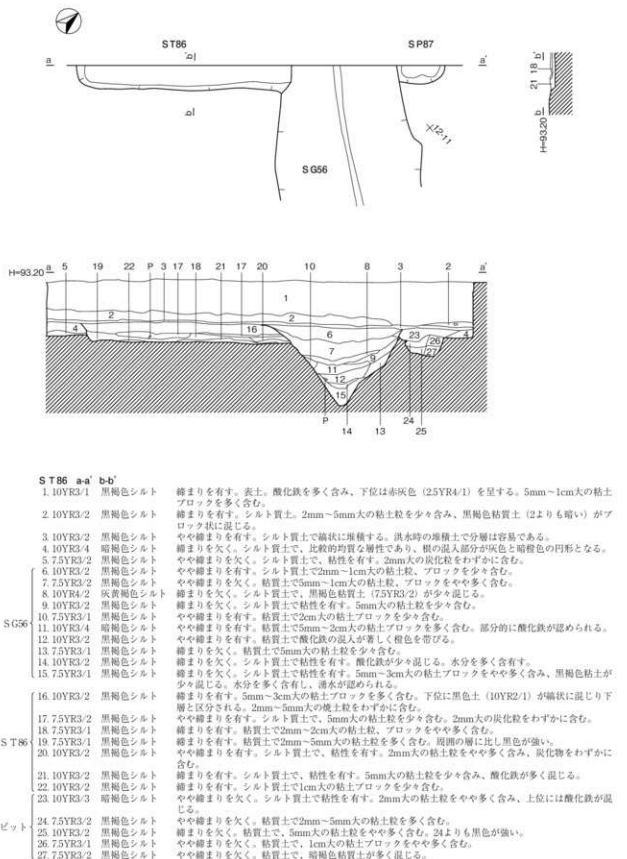 ST86
SP87
a
b'
a'
b'
21 18
b
b
H=93.20
SG56
X12-11
H=93.20
a 5 19 22 P 3 17 18 21 17 20 10 8 3 2 a'
1
2
2
4
16
6
7
9
11
12
15
23
26
27
4
P
14
13
24
25
ST86 a-a' b-b'
1. 10YR3/1 黒褐色シルト 締まりを有す。表土。酸化鉄を多く含み、下位は赤灰色（2.5YR4/1）を呈する。5mm～1cm大の粘土
ブロックを多く含む。
2. 10YR3/2 黒褐色シルト 締まりを有す。シルト質土。2mm～5mm大の粘土粒を少々含み、黒褐色粘質土（2よりも暗い）がブ
ロック状に混じる。
3. 10YR3/2 黒褐色シルト やや締まりを有す。シルト質土で縞状に堆積する。洪水時の堆積土で分層は容易である。
4. 10YR3/4 暗褐色シルト 締まりを欠く。シルト質土で、比較的均質な層性であり、根の混入部分が灰色と暗橙色の円形となる。
5. 7.5YR3/2 黒褐色シルト 締まりを欠く。シルト質土で、粘性を有す。2mm大の炭化粒をわずかに含む。
SG56
6. 10YR3/2 黒褐色シルト やや締まりを有す。シルト質土で2mm～1cm大の粘土粒、ブロックを少々含む。
7. 7.5YR3/2 黒褐色シルト 締まりを欠く。粘質土で5mm～1cm大の粘土粒、ブロックをやや多く含む。
8. 10YR4/2 灰黄褐色シルト 締まりを欠く。シルト質土で、黒褐色粘質土（7.5YR3/2）が少々混じる。
9. 10YR3/2 黒褐色シルト 締まりを欠く。シルト質土で粘性を有す。5mm大の粘土粒を少々含む。
10. 7.5YR3/1 黒褐色シルト やや締まりを有す。粘質土で2cm大の粘土ブロックを少々含む。
11. 10YR3/4 暗褐色シルト やや締まりを有す。シルト質土で5mm～2cm大の粘土ブロックを多く含む。部分的に酸化鉄が認められる。
12. 10YR3/2 黒褐色シルト やや締まりを有す。粘質土で酸化鉄の混入が著しく橙色を帯びる。
13. 7.5YR3/1 黒褐色シルト 締まりを欠く。粘質土で5mm大の粘土粒を少々含む。
14. 10YR3/2 黒褐色シルト 締まりを欠く。シルト質土で粘性を有す。酸化鉄が少々混じる。水分を多く含有す。
15. 7.5YR3/1 黒褐色シルト 締まりを欠く。シルト質土で粘性を有す。5mm～3cm大の粘土ブロックをやや多く含み、黒褐色粘土が
少々混じる。水分を多く含有し、湧水が認められる。
ST86
16. 10YR3/2 黒褐色シルト 締まりを有す。5mm～3cm大の粘土ブロックを多く含む。下位に黒色土（10YR2/1）が縞状に混じり下
層と区分される。2mm～5mm大の焼土粒をわずかに含む。
17. 7.5YR3/2 黒褐色シルト やや締まりを有す。シルト質土で、5mm大の粘土粒を少々含む。2mm大の炭化粒をわずかに含む。
18. 7.5YR3/1 黒褐色シルト 締まりを有す。粘質土で2mm～2cm大の粘土粒、ブロックをやや多く含む。
19. 7.5YR3/1 黒褐色シルト 締まりを有す。粘質土で2mm～5mm大の粘土粒を多く含む。周囲の層に比し黒色が強い。
20. 10YR3/2 黒褐色シルト やや締まりを有す。シルト質土で、粘性を有す。2mm大の粘土粒をやや多く含み、炭化物をわずかに
含む。
21. 10YR3/2 黒褐色シルト 締まりを有す。シルト質土で、粘性を有す。5mm大の粘土粒を少々含み、酸化鉄が多く混じる。
22. 10YR3/2 黒褐色シルト 締まりを有す。シルト質土で1cm大の粘土ブロックを少々含む。
ピット
23. 10YR3/3 暗褐色シルト やや締まりを欠く。シルト質土で粘性を有す。2mm大の粘土粒をやや多く含み、上位には酸化鉄が混
じる。
24. 7.5YR3/2 黒褐色シルト やや締まりを欠く。粘質土で2mm～5mm大の粘土粒を多く含む。
25. 10YR3/2 黒褐色シルト 締まりを欠く。粘質土で、5mm大の粘土粒をやや多く含む。24よりも黒色が強い。
26. 7.5YR3/1 黒褐色シルト やや締まりを欠く。粘質土で、1cm大の粘土ブロックをやや多く含む。
27. 7.5YR3/2 黒褐色シルト やや締まりを欠く。粘質土で、暗褐色粘質土が多く混じる。